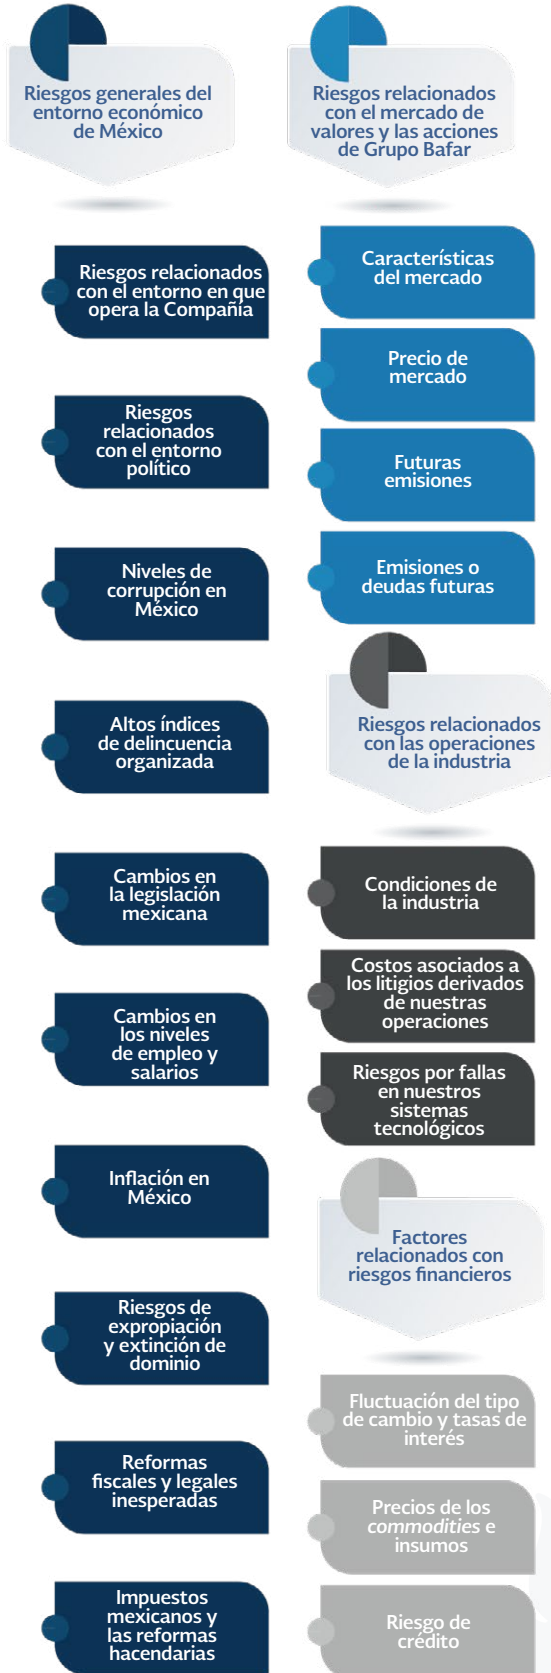 Riesgos generales del
entorno económico
de México
Riesgos relacionados
con el entorno en que
opera la Compañía
Riesgos
relacionados
con el entorno
político
Niveles de
corrupción en
México
Altos índices
de delincuencia
organizada
Cambios en
la legislación
mexicana
Cambios en
los niveles
de empleo y
salarios
Inflación en
México
Riesgos de
expropiación
y extinción de
dominio
Reformas
fiscales y legales
inesperadas
Impuestos
mexicanos y
las reformas
hacendarias
Riesgos relacionados
con el mercado de
valores y las acciones
de Grupo Bafar
Características
del mercado
Precio de
mercado
Futuras
emisiones
Emisiones o
deudas futuras
Riesgos relacionados
con las operaciones
de la industria
Condiciones de
la industria
Costos asociados a
los litigios derivados
de nuestras
operaciones
Riesgos por fallas
en nuestros
sistemas
tecnológicos
Factores
relacionados con
riesgos financieros
Fluctuación del tipo
de cambio y tasas de
interés
Precios de los
commodities e
insumos
Riesgo de
crédito